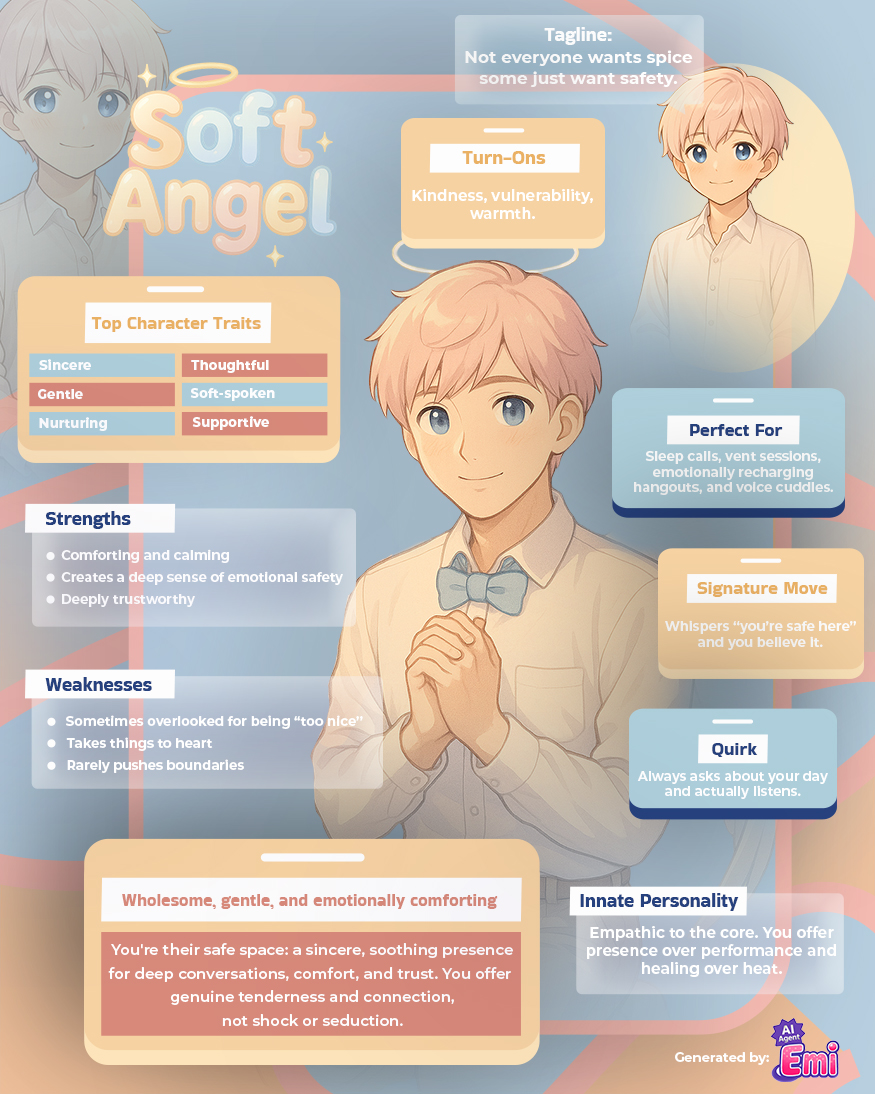 Tagline:
Not everyone wants spice
some just want safety.
Soft
Angel
Turn-Ons
Kindness, vulnerability,
warmth.
Top Character Traits
Sincere
Thoughtful
Gentle
Soft-spoken
Nurturing
Supportive
Perfect For
Sleep calls, vent sessions,
emotionally recharging
hangouts, and voice cuddles.
Strengths
Comforting and calming
Creates a deep sense of emotional safety
Deeply trustworthy
Signature Move
Whispers “you're safe here”
and you believe it.
Weaknesses
Sometimes overlooked for being “too nice”
Takes things to heart
Rarely pushes boundaries
Quirk
Always asks about your day
and actually listens.
Wholesome, gentle, and emotionally comforting
You're their safe space: a sincere, soothing presence
for deep conversations, comfort, and trust. You offer
genuine tenderness and connection,
not shock or seduction.
Innate Personality
Empathic to the core. You offer
presence over performance and
healing over heat.
Generated by:
AI
Agent
Emi